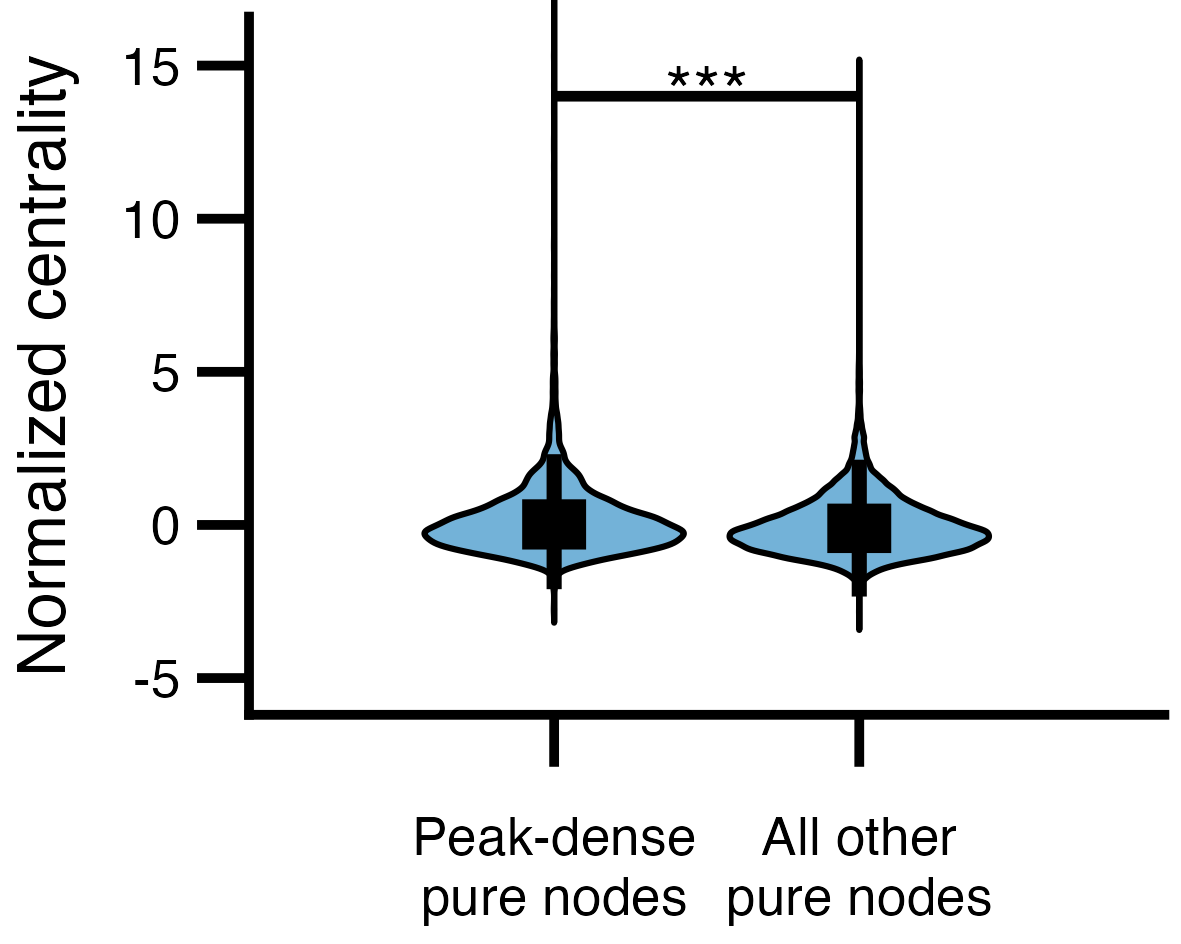 Normalized centrality
15
10
5
0
-5
***
Peak-dense
pure nodes
All other
pure nodes